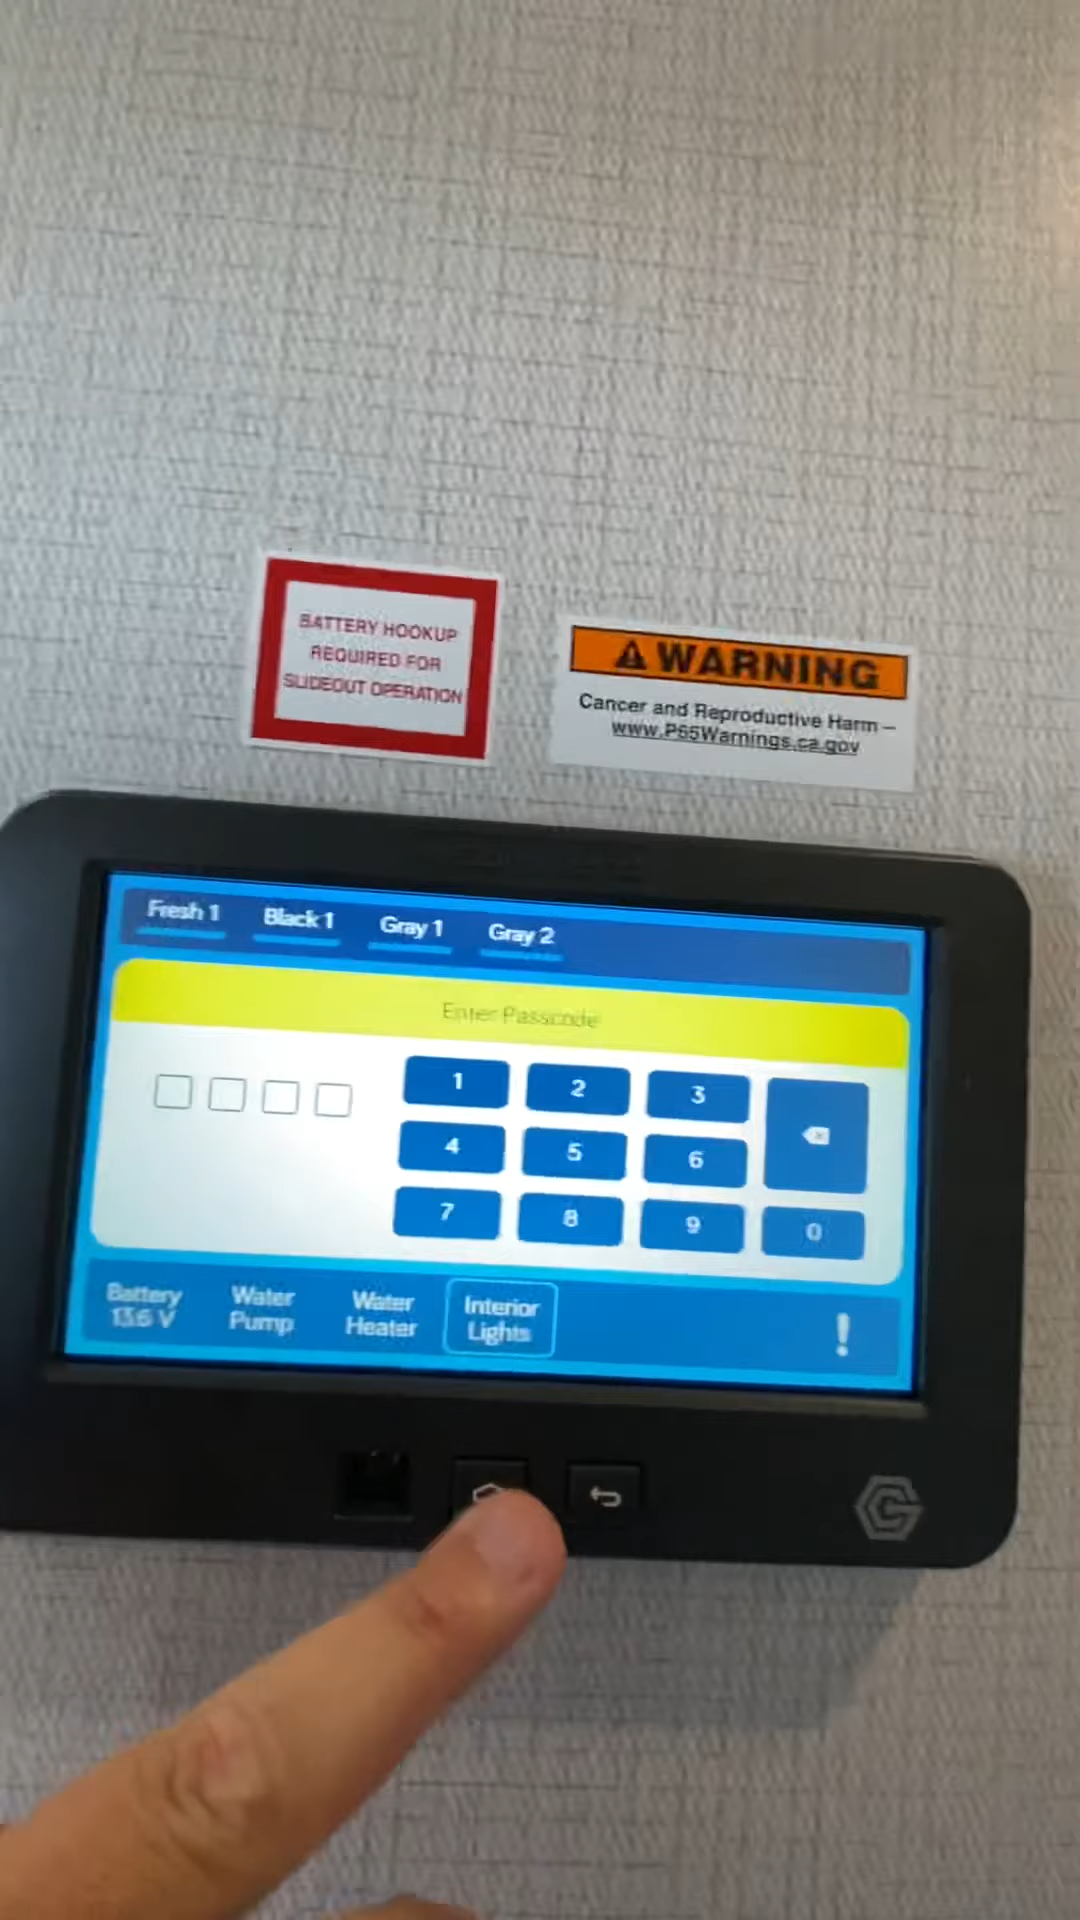 BATTERY HOOKUP
REQUIRED FOR
SLIDEOUT OPERATION
WARNING
Cancer and Reproductive Harm –
www.P65Warnings.ca.gov
Fresh 1
Black 1
Gray 1
Gray 2
Enter Passcode
1
2
3
4
5
6
7
8
9
0
Battery
13.6 V
Water
Pump
Water
Heater
Interior
Lights
!